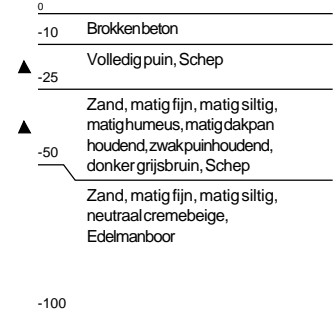 0
-10 Brokkenbeton
Volledig puin, Schep
-25
Zand, matig fijn, matig siltig,
matig humeus, matig dakpan
houdend, zwak puinhoudend,
-50
donker grijsbruin, Schep
Zand, matig fijn, matig siltig,
neutraal cremebeige,
Edelmanboor
-100